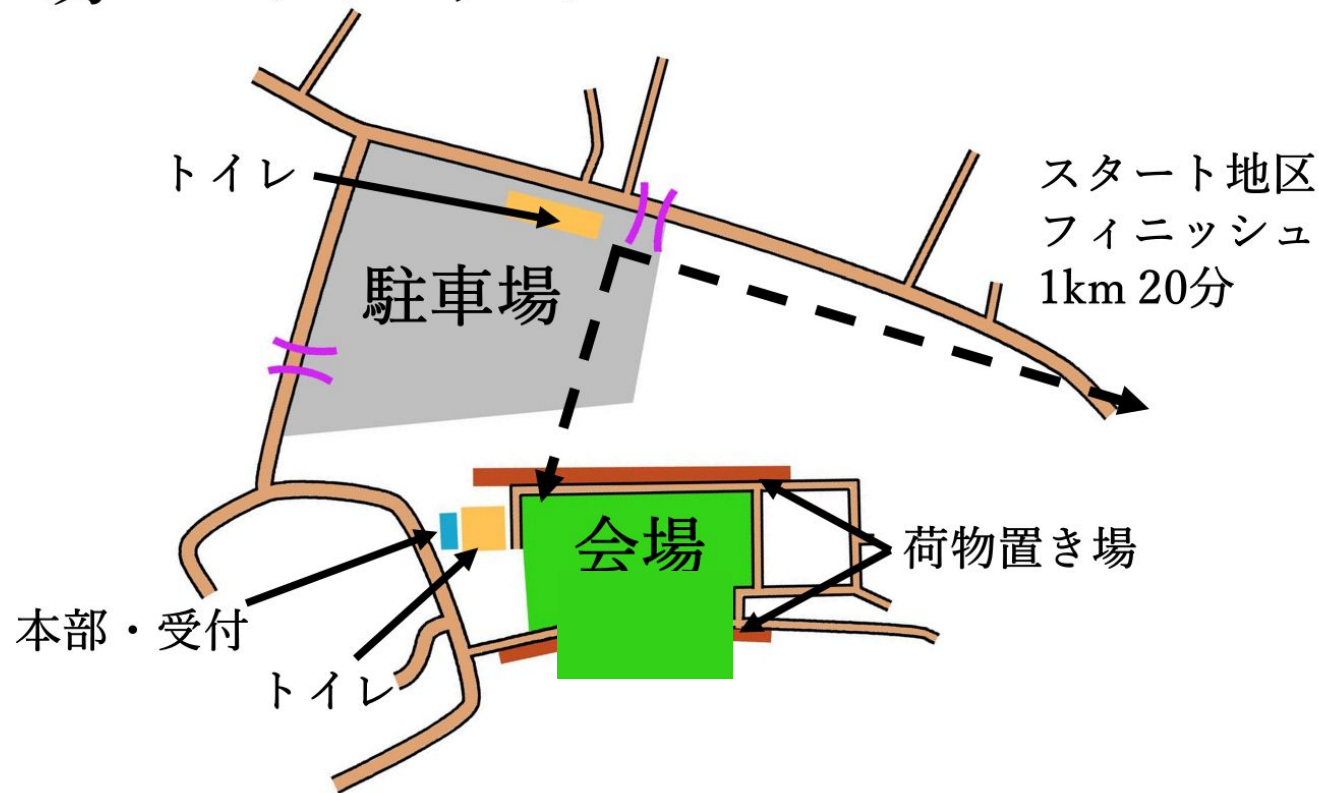 トイレ
スタート地区
フィニッシュ
1km 20分
駐車場
会場
荷物置き場
本部・受付
トイレ